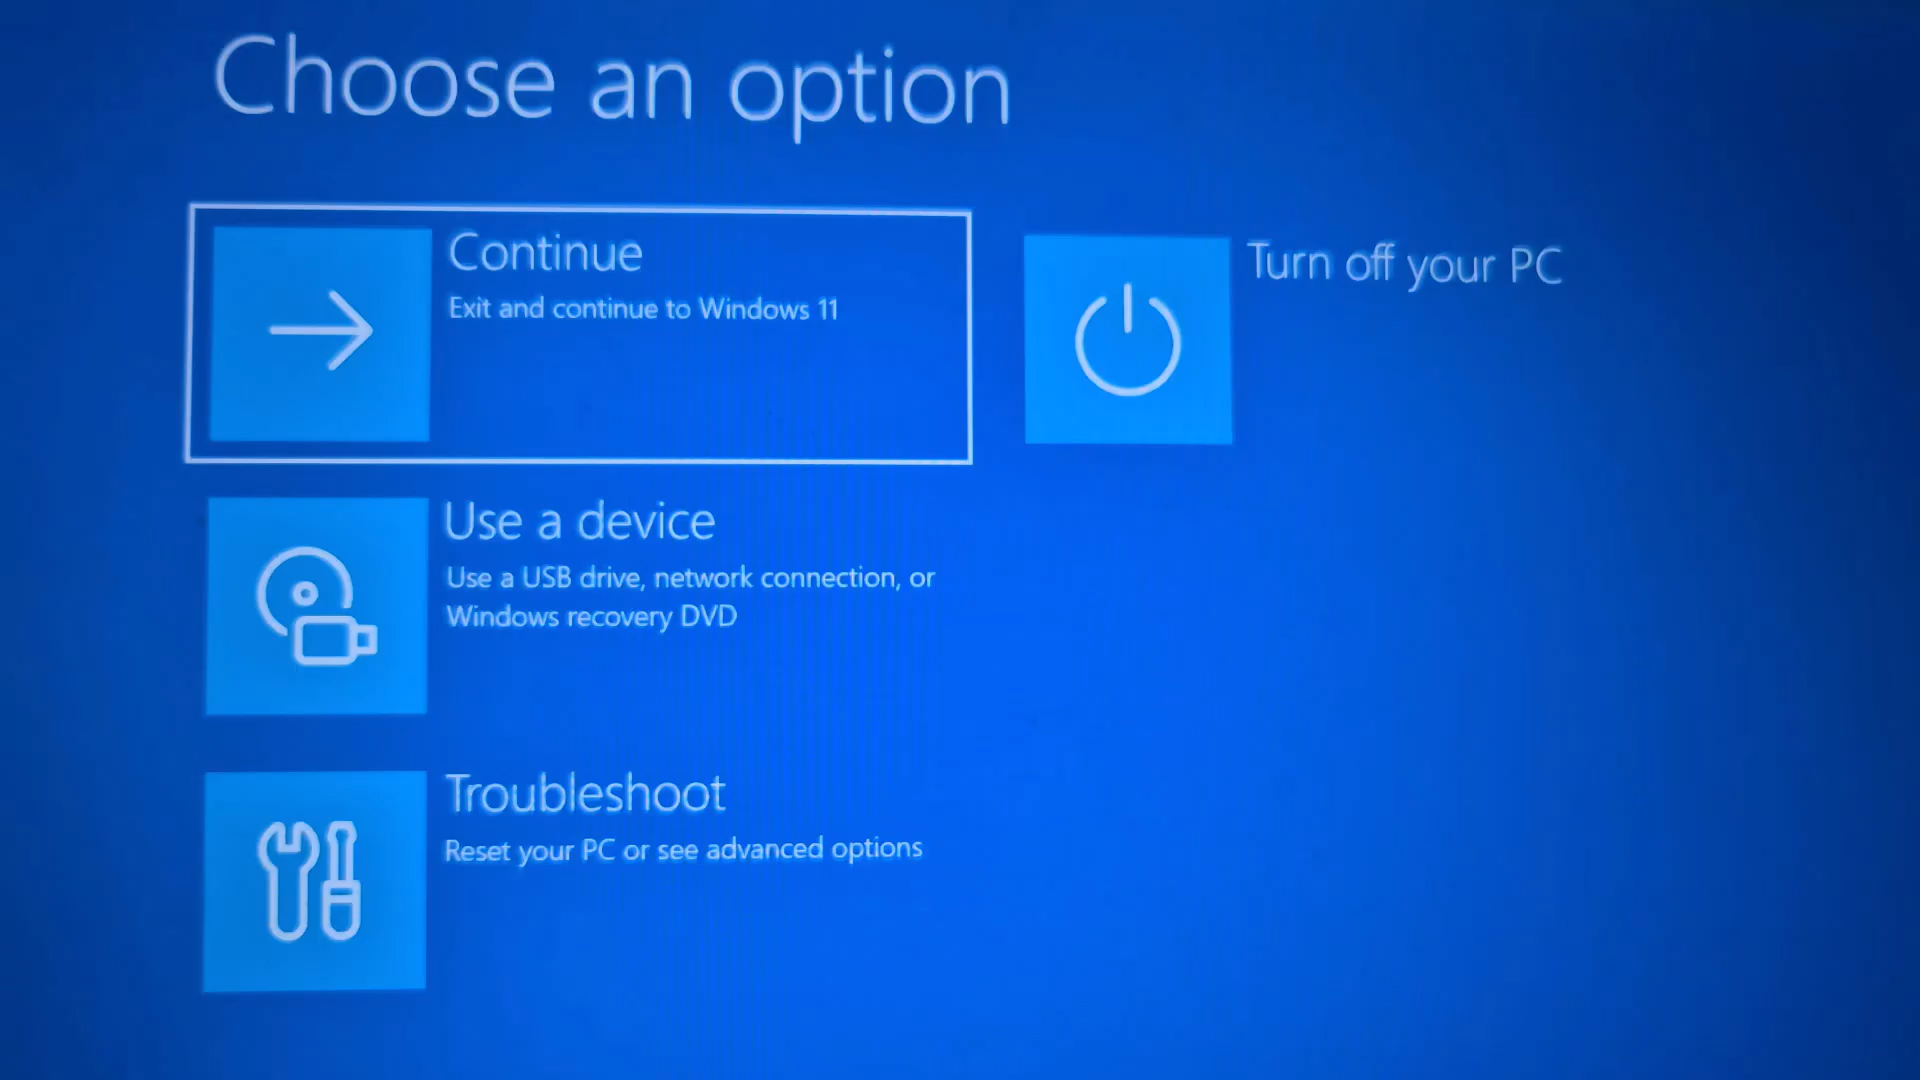 Choose an option
Continue
Exit and continue to Windows 11
Turn off your PC
Use a device
Use a USB drive, network connection, or
Windows recovery DVD
Troubleshoot
Reset your PC or see advanced options